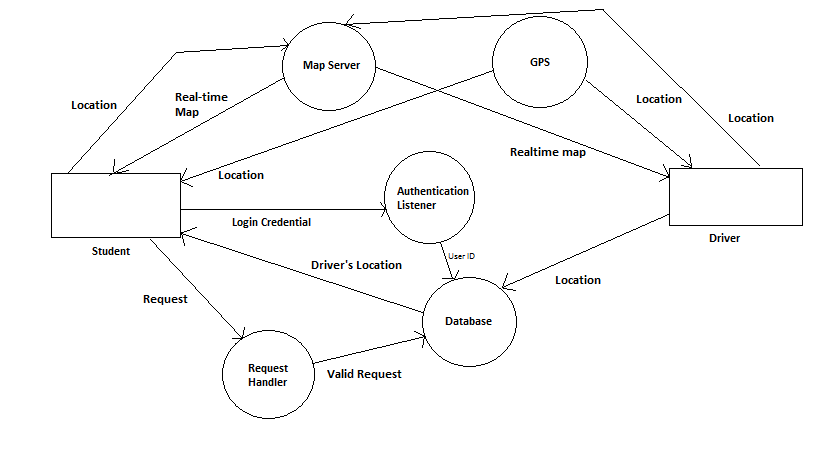 Map Server
GPS
Location
Real-time
Map
Location
Location
Realtime map
Location
Authentication
Listener
Login Credential
Student
Driver
User ID
Driver's Location
Location
Request
Database
Request
Handler
Valid Request